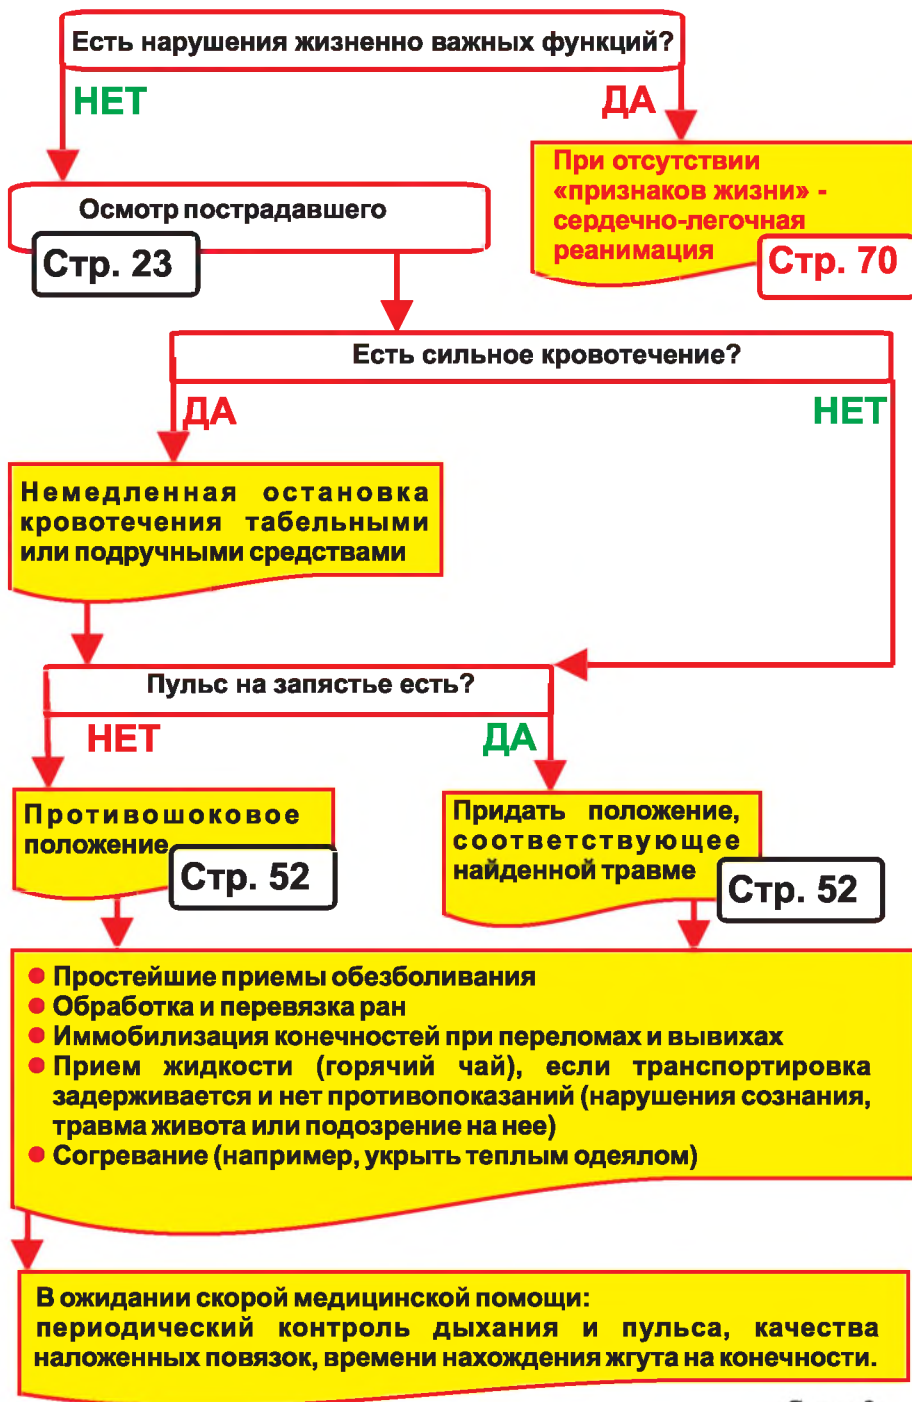 Есть нарушения жизненно важных функций?
НЕТ
ДА
При отсутствии
«признаков жизни» -
сердечно-легочная
реанимация
Стр. 70
Осмотр пострадавшего
Стр. 23
Есть сильное кровотечение?
ДА
НЕТ
Немедленная остановка
кровотечения табельными
или подручными средствами
Пульс на запястье есть?
НЕТ
ДА
Противошоковое
положение
Стр. 52
Придать положение,
соответствующее
найденной травме
Стр. 52
Простейшие приемы обезболивания
Обработка и перевязка ран
Иммобилизация конечностей при переломах и вывихах
Прием жидкости (горячий чай), если транспортировка
задерживается и нет противопоказаний (нарушения сознания,
травма живота или подозрение на нее)
Согревание (например, укрыть теплым одеялом)
В ожидании скорой медицинской помощи:
периодический контроль дыхания и пульса, качества
наложенных повязок, времени нахождения жгута на конечности.